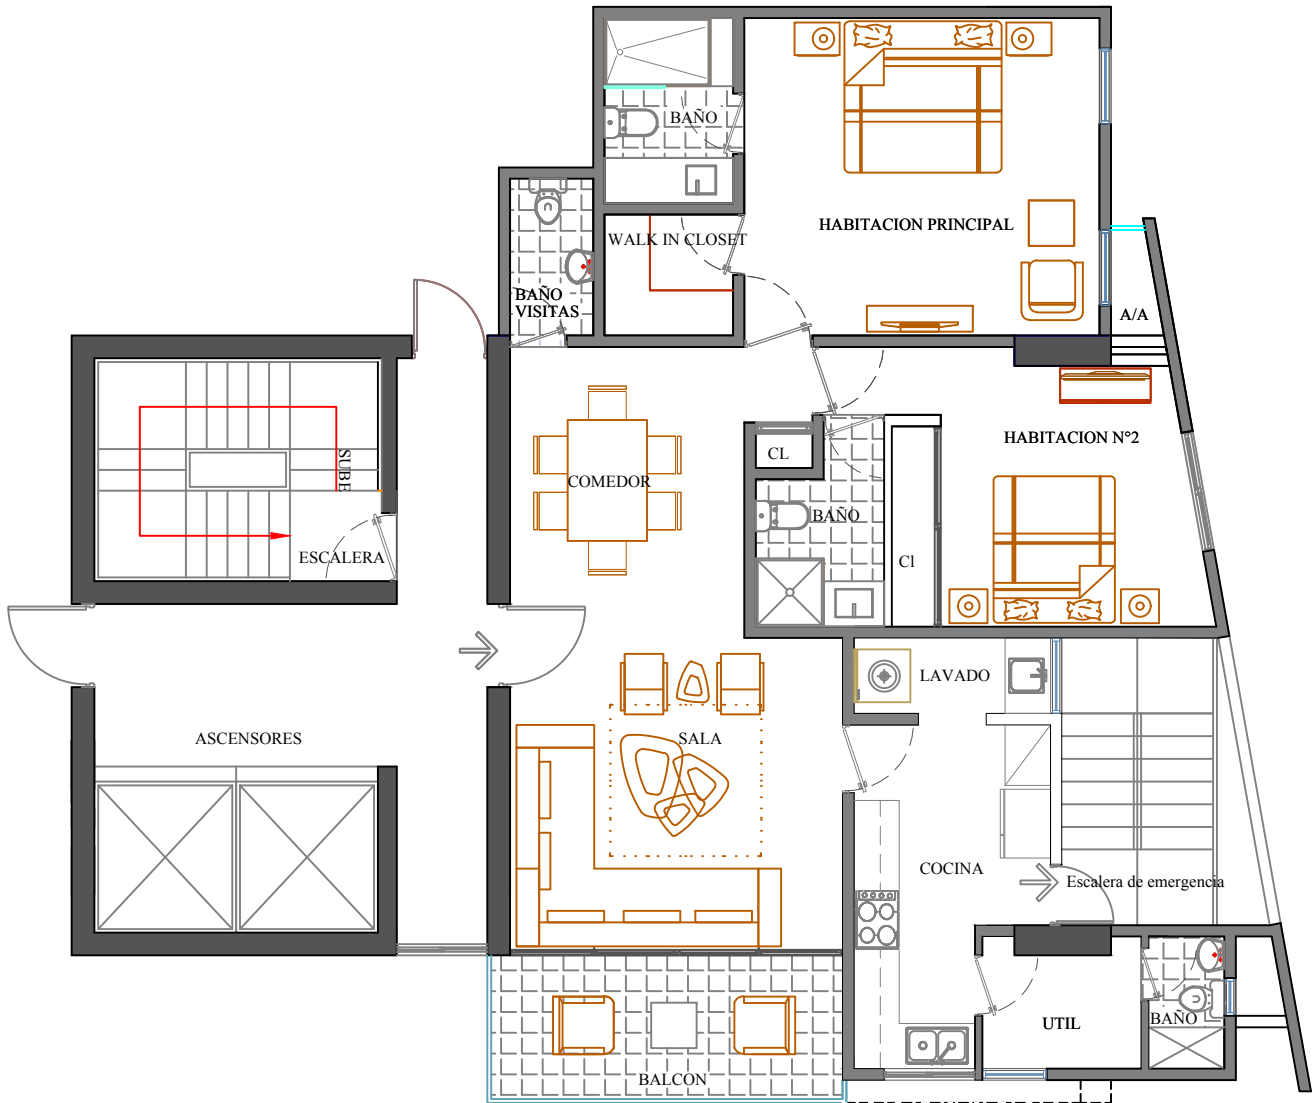 BAÑO
HABITACION PRINCIPAL
WALK IN CLOSET
BAÑO
VISITAS
A/A
HABITACION N°2
SUBE
CL
COMEDOR
BAÑO
ESCALERA
Cl
LAVADO
ASCENSORES
SALA
COCINA
Escalera de emergencia
BAÑO
UTIL
BALCON